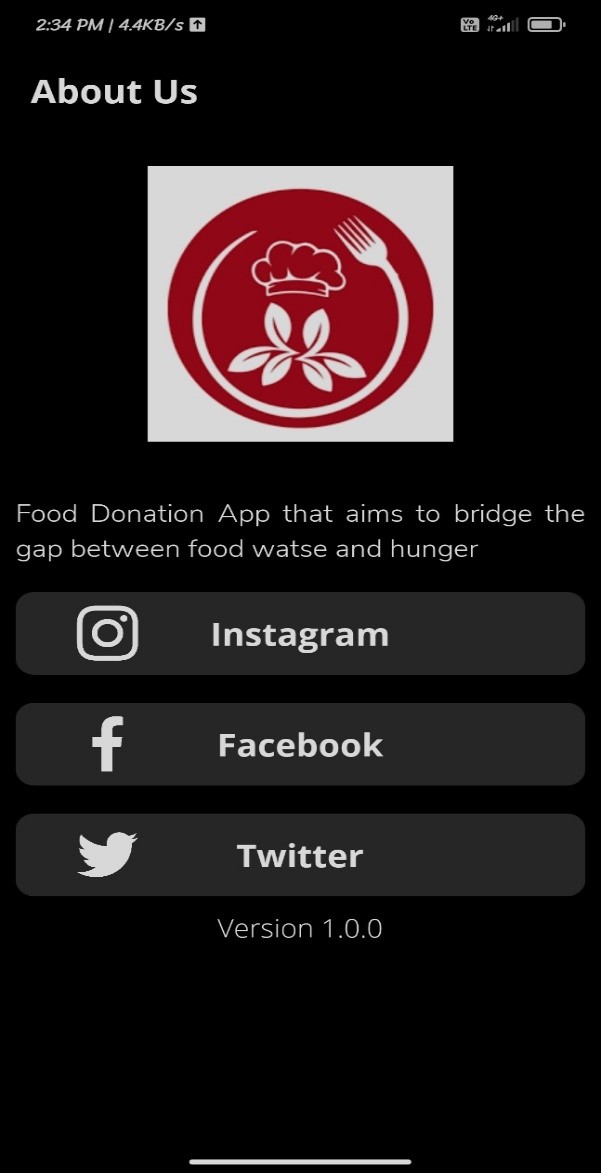 2:34 PM | 4.4KB/s
Vo LTE 4G+
About Us
Food Donation App that aims to bridge the
gap between food watse and hunger
Instagram
Facebook
Twitter
Version 1.0.0